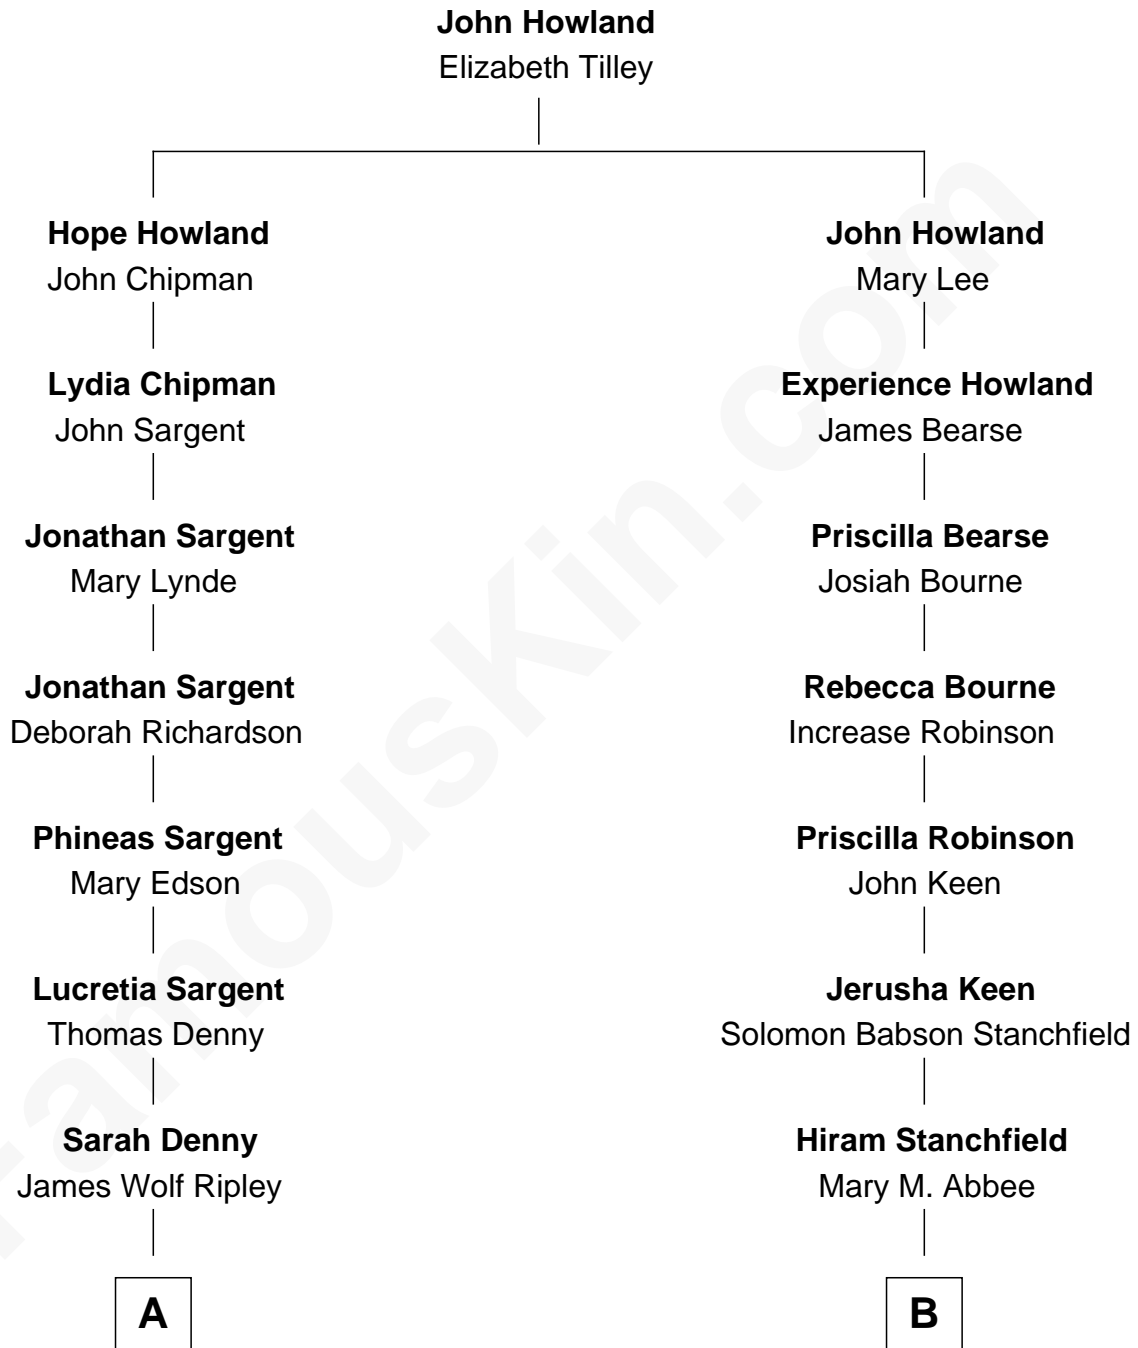 John Howland
Elizabeth Tilley
Hope Howland
John Chipman
John Howland
Mary Lee
Lydia Chipman
John Sargent
Experience Howland
James Bearse
Jonathan Sargent
Mary Lynde
Priscilla Bearse
Josiah Bourne
Jonathan Sargent
Deborah Richardson
Rebecca Bourne
Increase Robinson
Phineas Sargent
Mary Edson
Priscilla Robinson
John Keen
Lucretia Sargent
Thomas Denny
Jerusha Keen
Solomon Babson Stanchfield
Sarah Denny
James Wolf Ripley
Hiram Stanchfield
Mary M. Abbee
A
B
FamousKin.com